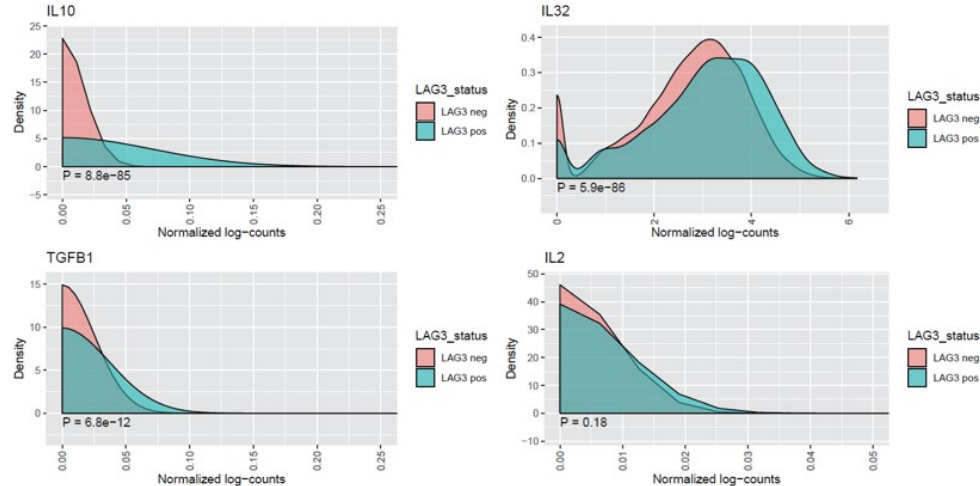 IL10
25
20
15
10
5
0
−5
Density
P = 8.8e−85
0.00
0.05
0.10
0.15
0.20
0.25
Normalized log−counts
LAG3_status
LAG3 neg
LAG3 pos
IL32
0.4
0.3
0.2
0.1
0.0
Density
P = 5.9e−86
0
2
4
6
Normalized log−counts
LAG3_status
LAG3 neg
LAG3 pos
TGFB1
15
10
5
0
Density
P = 6.8e−12
0.00
0.05
0.10
0.15
0.20
0.25
Normalized log−counts
LAG3_status
LAG3 neg
LAG3 pos
IL2
50
40
30
20
10
0
−10
Density
P = 0.18
0.00
0.01
0.02
0.03
0.04
0.05
Normalized log−counts
LAG3_status
LAG3 neg
LAG3 pos